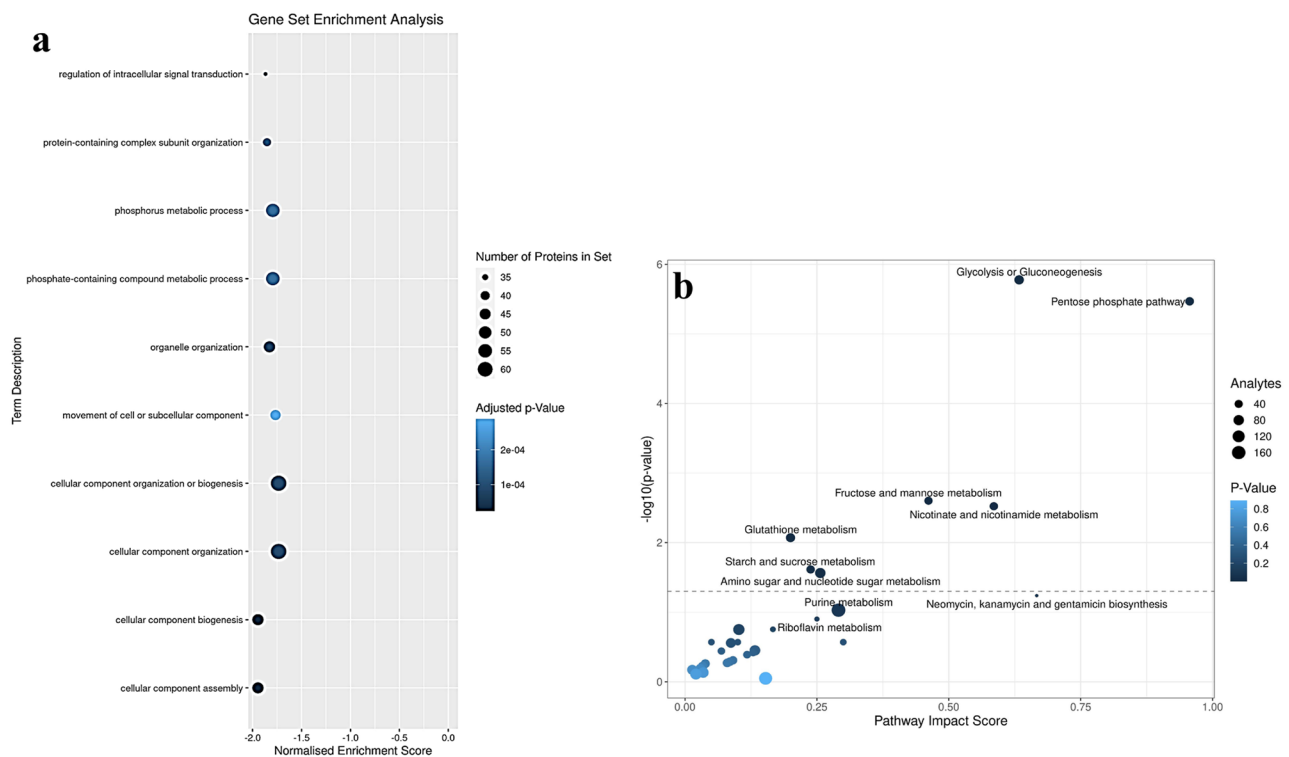 Gene Set Enrichment Analysis
a
regulation of intracellular signal transduction
protein-containing complex subunit organization
phosphorus metabolic process
phosphate-containing compound metabolic process
organelle organization
movement of cell or subcellular component
cellular component organization or biogenesis
cellular component organization
cellular component biogenesis
cellular component assembly
Term Description
-2.0 -1.5 -1.0 -0.5 0.0
Normalised Enrichment Score
Number of Proteins in Set
35
40
45
50
55
60
Adjusted p-Value
2e-04
1e-04
b
6
4
2
0
-log10(p-value)
Glycolysis or Gluconeogenesis
Pentose phosphate pathway
Fructose and mannose metabolism
Nicotinate and nicotinamide metabolism
Glutathione metabolism
Starch and sucrose metabolism
Amino sugar and nucleotide sugar metabolism
Purine metabolism
Neomycin, kanamycin and gentamicin biosynthesis
Riboflavin metabolism
0.00 0.25 0.50 0.75 1.00
Pathway Impact Score
Analytes
40
80
120
160
P-Value
0.8
0.6
0.4
0.2